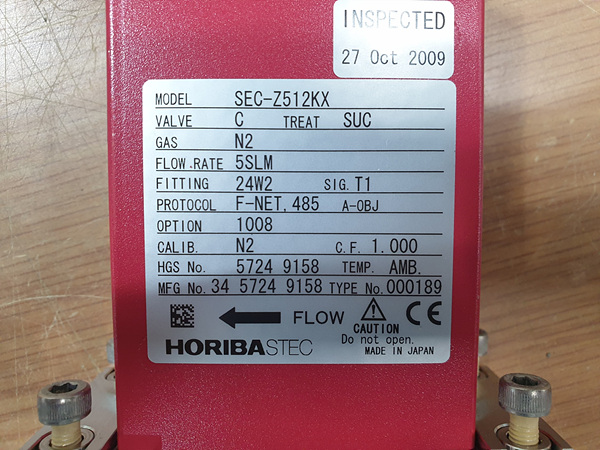 INSPECTED
27 Oct 2009
MODEL SEC-Z512KX
VALVE C TREAT SUC
GAS N2
FLOW.RATE 5SLM
FITTING 24W2 SIG. T1
PROTOCOL F-NET, 485 A-OBJ
OPTION 1008
CALIB. N2 C.F. 1.000
HGS No. 5724 9158 TEMP. AMB.
MFG No. 34 5724 9158 TYPE No. 000189
FLOW CE
CAUTION
Do not open.
HORIBASTEC MADE IN JAPAN